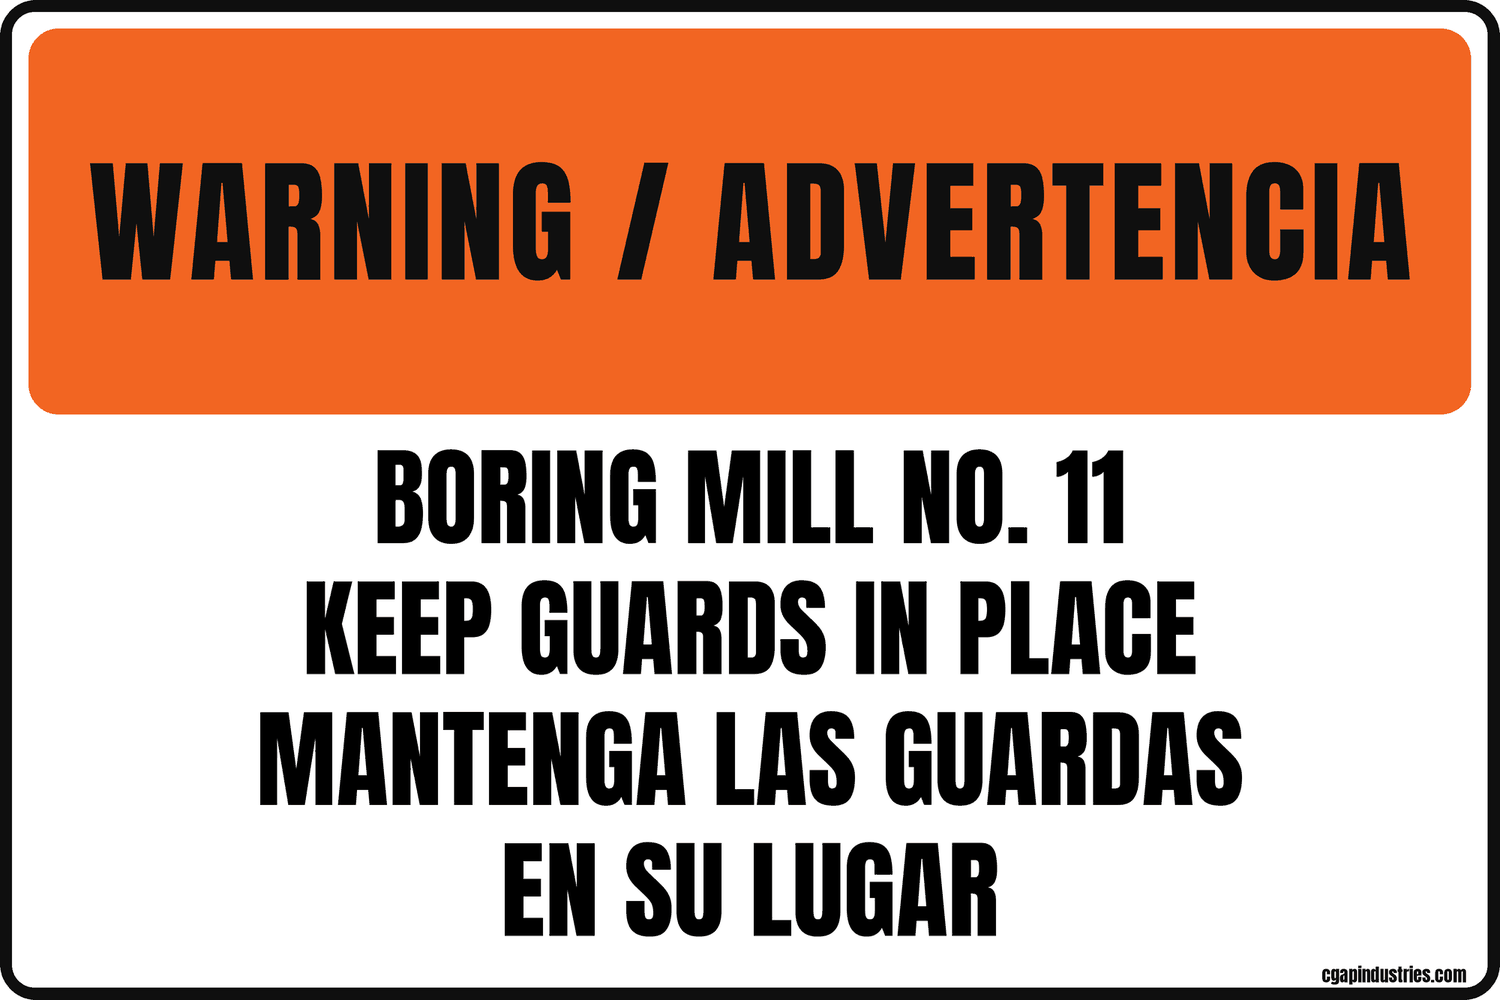 WARNING / ADVERTENCIA
BORING MILL NO. 11
KEEP GUARDS IN PLACE
MANTENGA LAS GUARDAS
EN SU LUGAR
cgapindustries.com